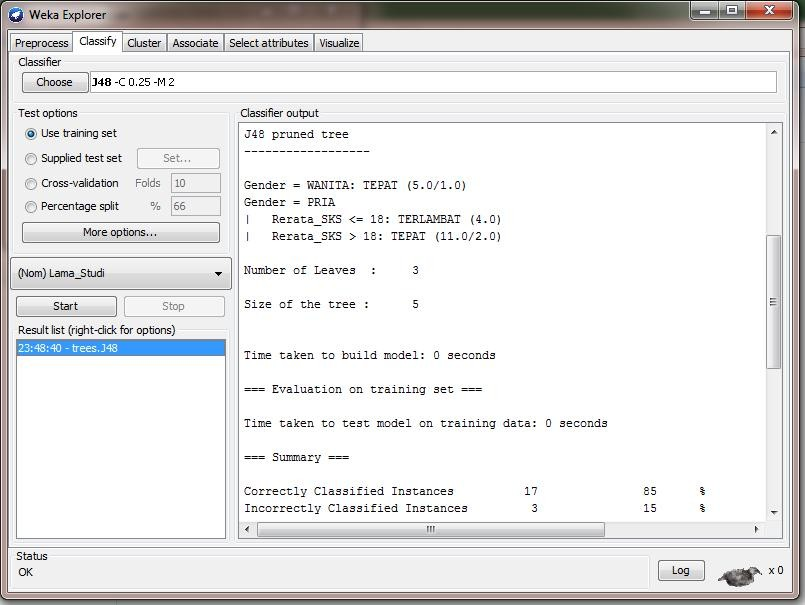 Weka Explorer
Preprocess Classify Cluster Associate Select attributes Visualize
Classifier
Choose J48 -C 0.25 -M 2
Test options
Use training set
Supplied test set Set...
Cross-validation Folds 10
Percentage split % 66
More options...
(Nom) Lama_Studi
Start Stop
Result list (right-click for options)
23:48:40 - trees.J48
Classifier output
J48 pruned tree
------------------
Gender = WANITA: TEPAT (5.0/1.0)
Gender = PRIA
| Rerata_SKS <= 18: TERLAMBAT (4.0)
| Rerata_SKS > 18: TEPAT (11.0/2.0)
Number of Leaves : 3
Size of the tree : 5
Time taken to build model: 0 seconds
=== Evaluation on training set ===
Time taken to test model on training data: 0 seconds
=== Summary ===
Correctly Classified Instances 17 85 %
Incorrectly Classified Instances 3 15 %
Status
OK
Log x 0